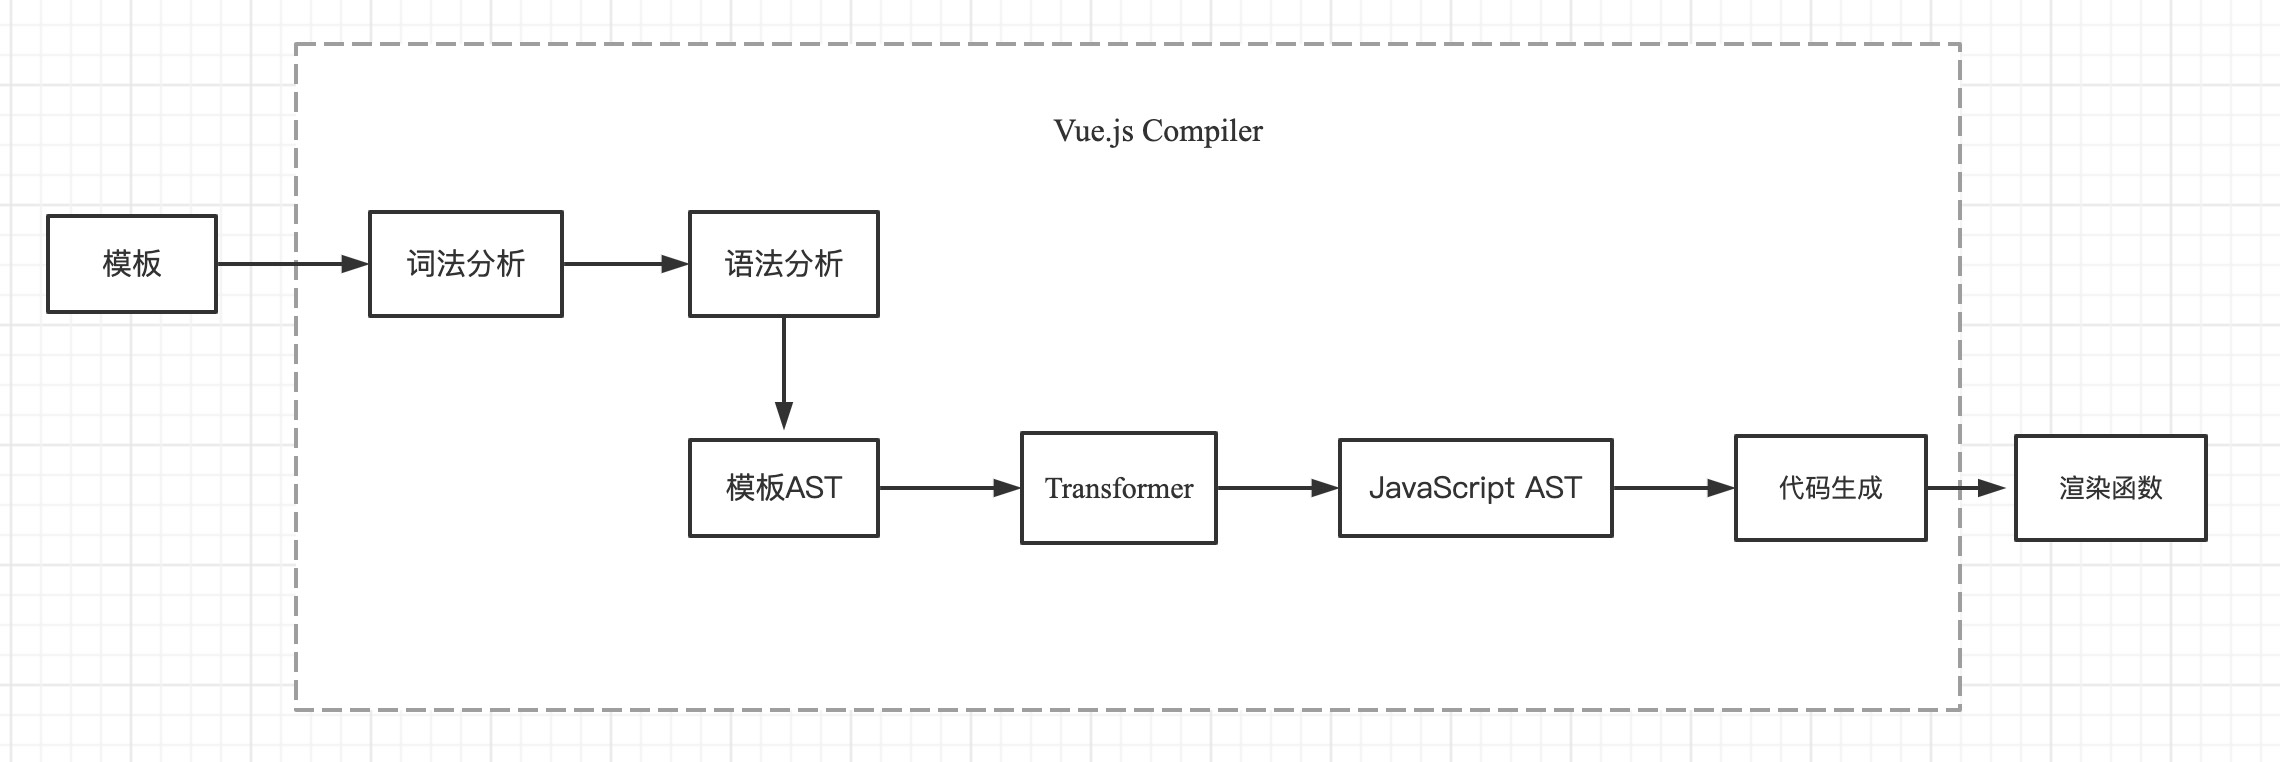 Vue.js Compiler
模板
词法分析
语法分析
模板AST
Transformer
JavaScript AST
代码生成
渲染函数